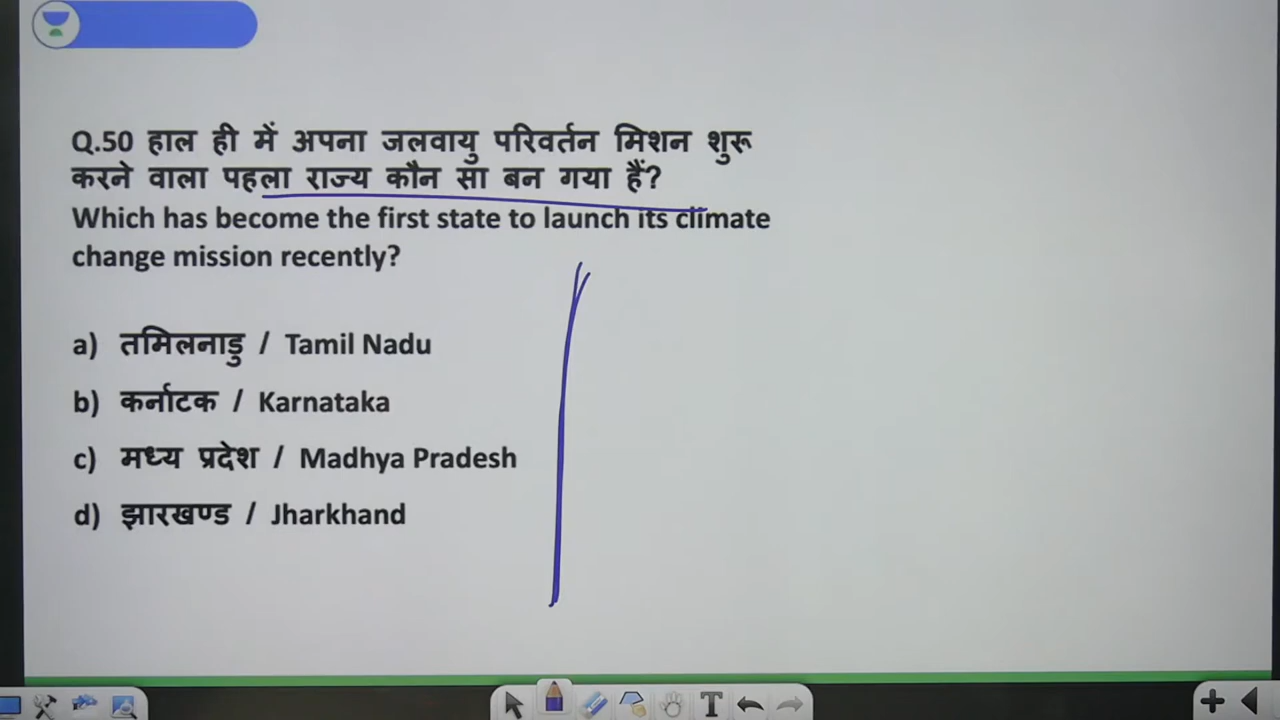 Q.50 हाल ही में अपना जलवायु परिवर्तन मिशन शुरू
करने वाला पहला राज्य कौन सा बन गया हैं?
Which has become the first state to launch its climate
change mission recently?
a) तमिलनाडु / Tamil Nadu
b) कर्नाटक / Karnataka
c) मध्य प्रदेश / Madhya Pradesh
d) झारखण्ड / Jharkhand
T